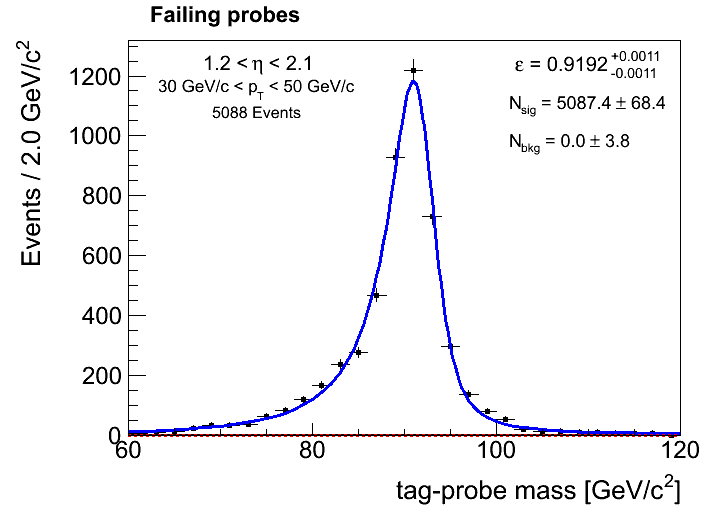 Failing probes
1.2 < η < 2.1
30 GeV/c < p_T < 50 GeV/c
5088 Events
ε = 0.9192 +0.0011 -0.0011
N_sig = 5087.4 ± 68.4
N_bkg = 0.0 ± 3.8
Events / 2.0 GeV/c²
1200
1000
800
600
400
200
0
60 80 100 120
tag-probe mass [GeV/c²]